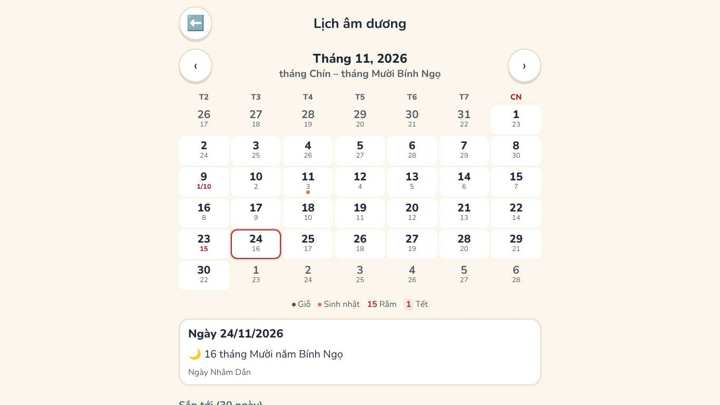 Lịch âm dương
‹ Tháng 11, 2026 ›
tháng Chín – tháng Mười Bính Ngọ
T2 T3 T4 T5 T6 T7 CN
26 27 28 29 30 31 1
17 18 19 20 21 22 23
2 3 4 5 6 7 8
24 25 26 27 28 29 30
9 10 11 12 13 14 15
1/10 2 3 4 5 6 7
16 17 18 19 20 21 22
8 9 10 11 12 13 14
23 24 25 26 27 28 29
15 16 17 18 19 20 21
30 1 2 3 4 5 6
22 23 24 25 26 27 28
Giỗ Sinh nhật 15 Rằm 1 Tết
Ngày 24/11/2026
🌙 16 tháng Mười năm Bính Ngọ
Ngày Nhâm Dần
Sắp tới (30 ngày)